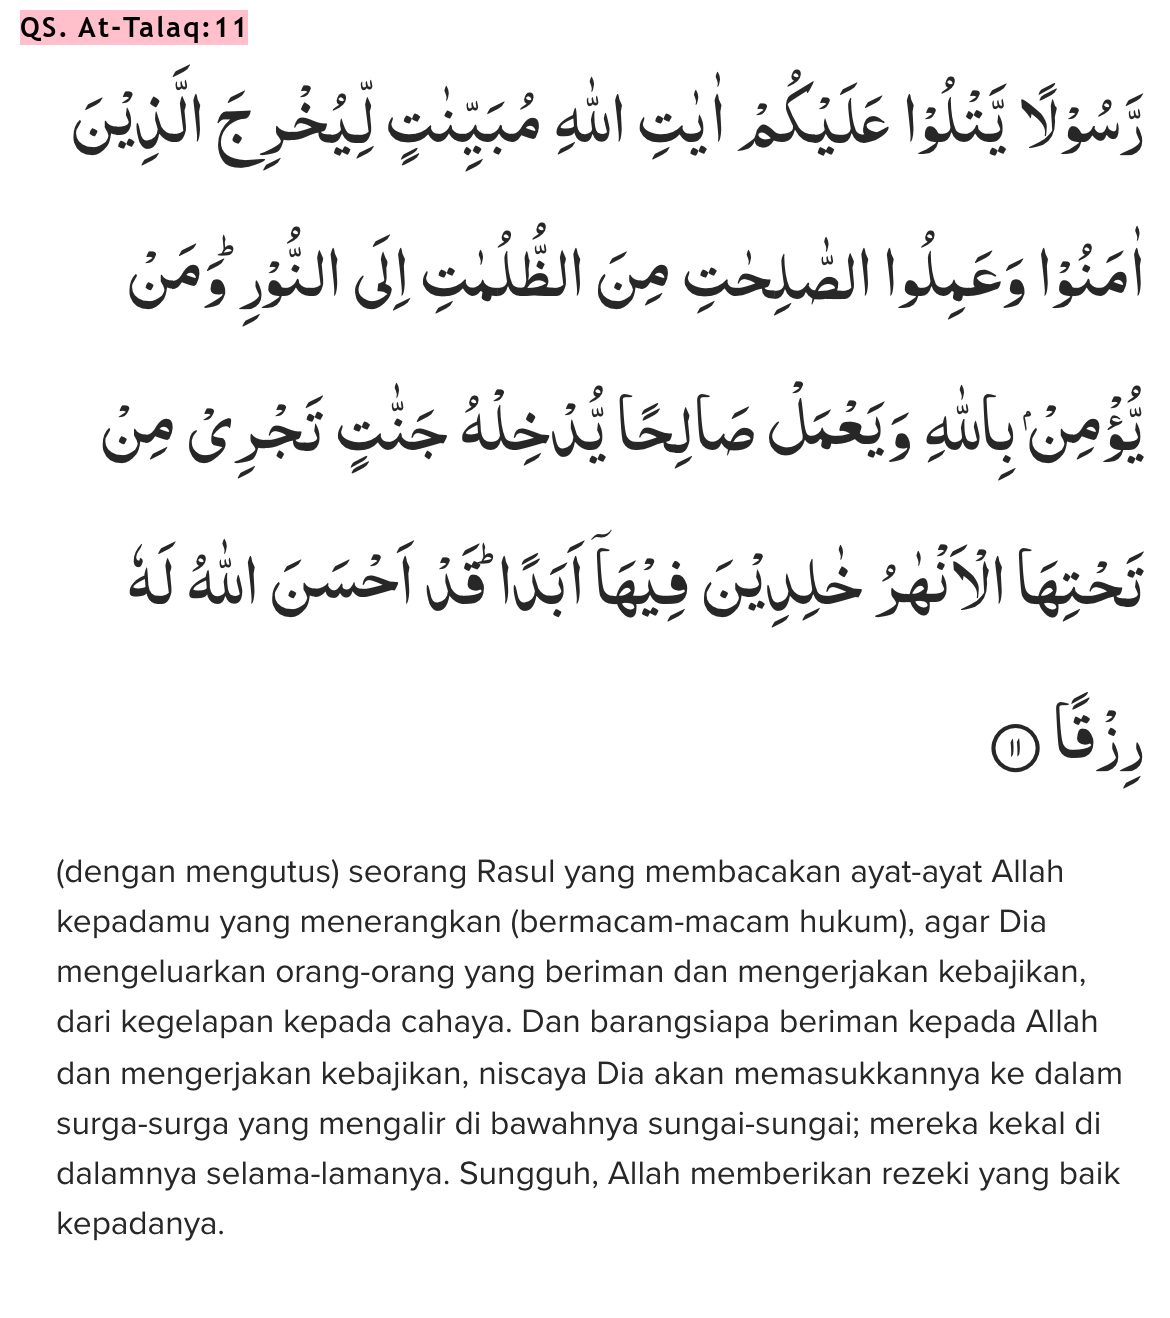 QS. At-Talaq:11
رَّسُوْلًا يَّتْلُوْا عَلَيْكُمْ اٰيٰتِ اللّٰهِ مُبَيِّنٰتٍ لِّيُخْرِجَ الَّذِيْنَ
اٰمَنُوْا وَعَمِلُوا الصّٰلِحٰتِ مِنَ الظُّلُمٰتِ اِلَى النُّوْرِۗ وَمَنْ
يُّؤْمِنْۢ بِاللّٰهِ وَيَعْمَلْ صَالِحًا يُّدْخِلْهُ جَنّٰتٍ تَجْرِيْ مِنْ
تَحْتِهَا الْاَنْهٰرُ خٰلِدِيْنَ فِيْهَآ اَبَدًاۗ قَدْ اَحْسَنَ اللّٰهُ لَهٗ
رِزْقًا ١١
(dengan mengutus) seorang Rasul yang membacakan ayat-ayat Allah
kepadamu yang menerangkan (bermacam-macam hukum), agar Dia
mengeluarkan orang-orang yang beriman dan mengerjakan kebajikan,
dari kegelapan kepada cahaya. Dan barangsiapa beriman kepada Allah
dan mengerjakan kebajikan, niscaya Dia akan memasukkannya ke dalam
surga-surga yang mengalir di bawahnya sungai-sungai; mereka kekal di
dalamnya selama-lamanya. Sungguh, Allah memberikan rezeki yang baik
kepadanya.